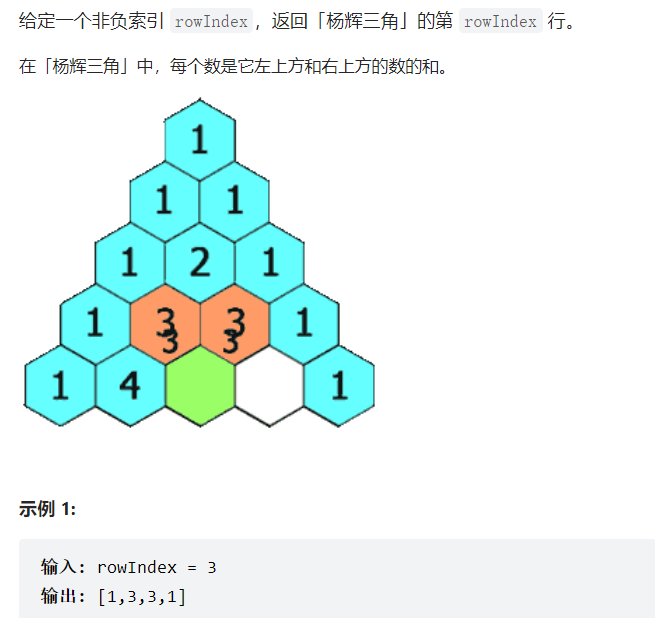 给定一个非负索引 rowIndex，返回「杨辉三角」的第 rowIndex 行。
在「杨辉三角」中，每个数是它左上方和右上方的数的和。
1
1 1
1 2 1
1 3 3 1
3 3
1 4 1
示例 1:
输入: rowIndex = 3
输出: [1,3,3,1]